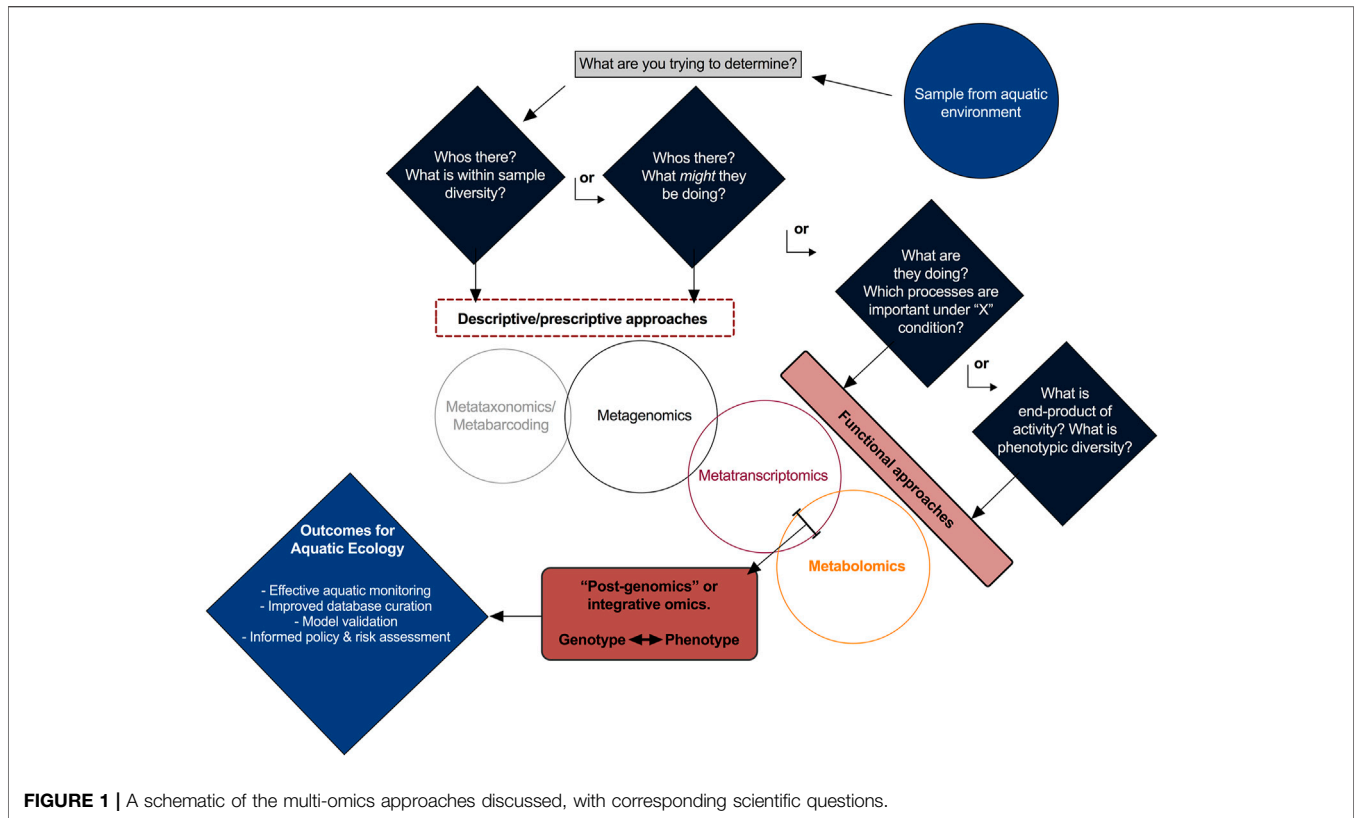 What are you trying to determine?
Sample from aquatic
environment
Whos there?
What is within sample
diversity?
or
Whos there?
What might they
be doing?
or
What are
they doing?
Which processes are
important under “X”
condition?
or
What is
end-product of
activity? What is
phenotypic diversity?
Descriptive/prescriptive approaches
Functional approaches
Metataxonomics/
Metabarcoding
Metagenomics
Metatranscriptomics
Metabolomics
“Post-genomics” or
integrative omics.
Genotype Phenotype
Outcomes for
Aquatic Ecology
- Effective aquatic monitoring
- Improved database curation
- Model validation
- Informed policy & risk assessment
FIGURE 1 | A schematic of the multi-omics approaches discussed, with corresponding scientific questions.